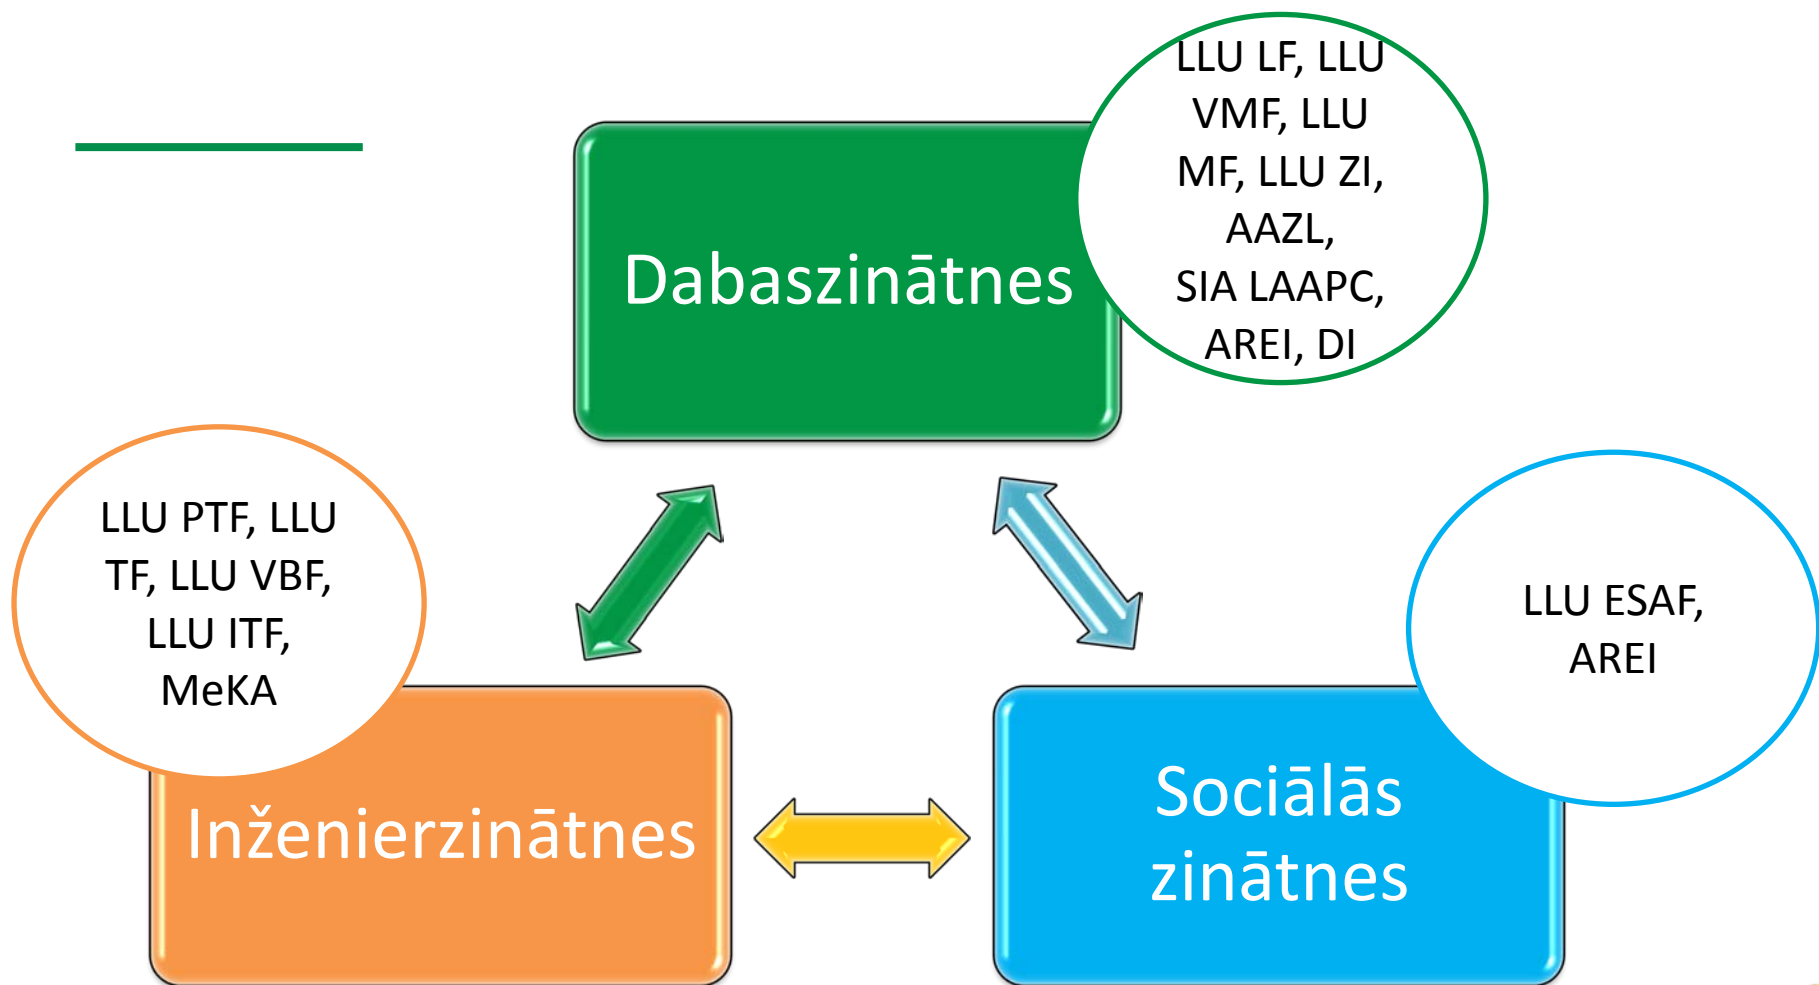 LLU LF, LLU
VMF, LLU
MF, LLU ZI,
AAZL,
SIA LAAPC,
AREI, DI
Dabaszinātnes
LLU PTF, LLU
TF, LLU VBF,
LLU ITF,
MeKA
Inženierzinātnes
LLU ESAF,
AREI
Sociālās
zinātnes